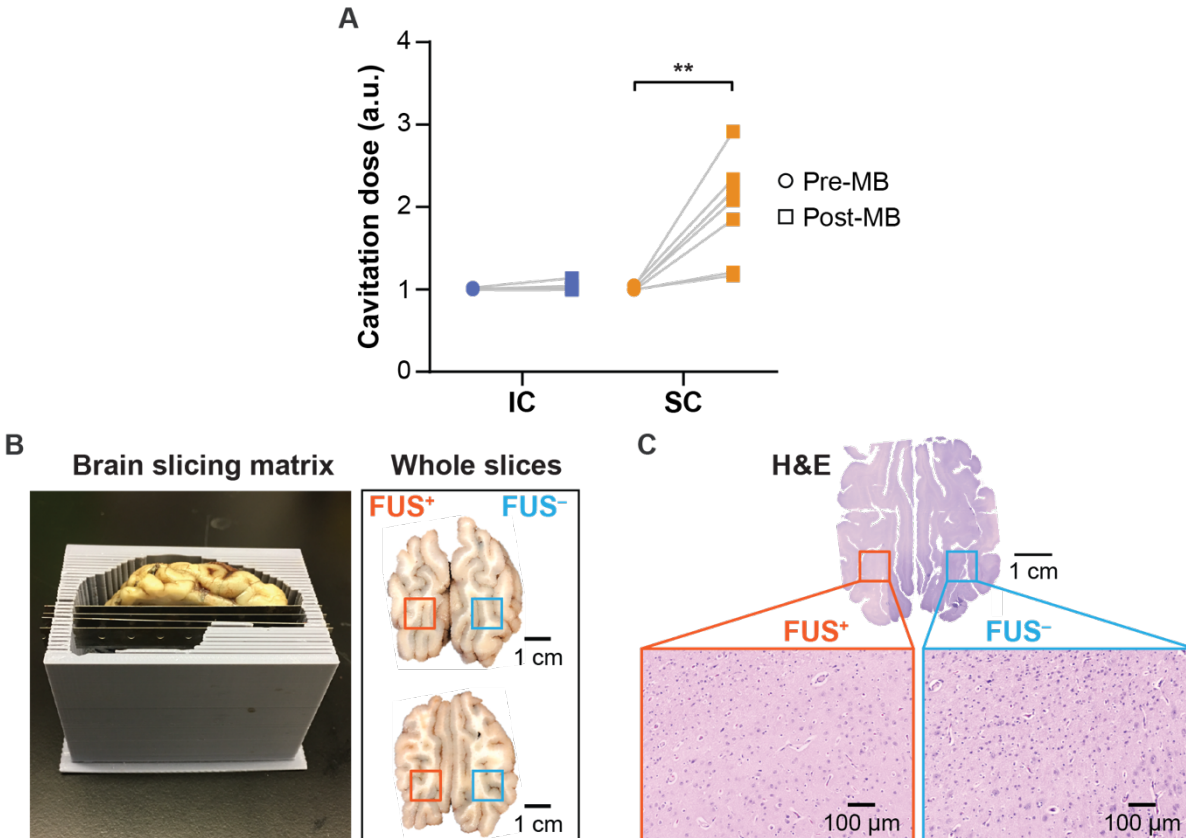 A
Cavitation dose (a.u.)
4
3
2
1
0
**
IC
SC
Pre-MB
Post-MB
B
Brain slicing matrix
Whole slices
FUS⁺
FUS⁻
1 cm
1 cm
C
H&E
1 cm
FUS⁺
FUS⁻
100 µm
100 µm